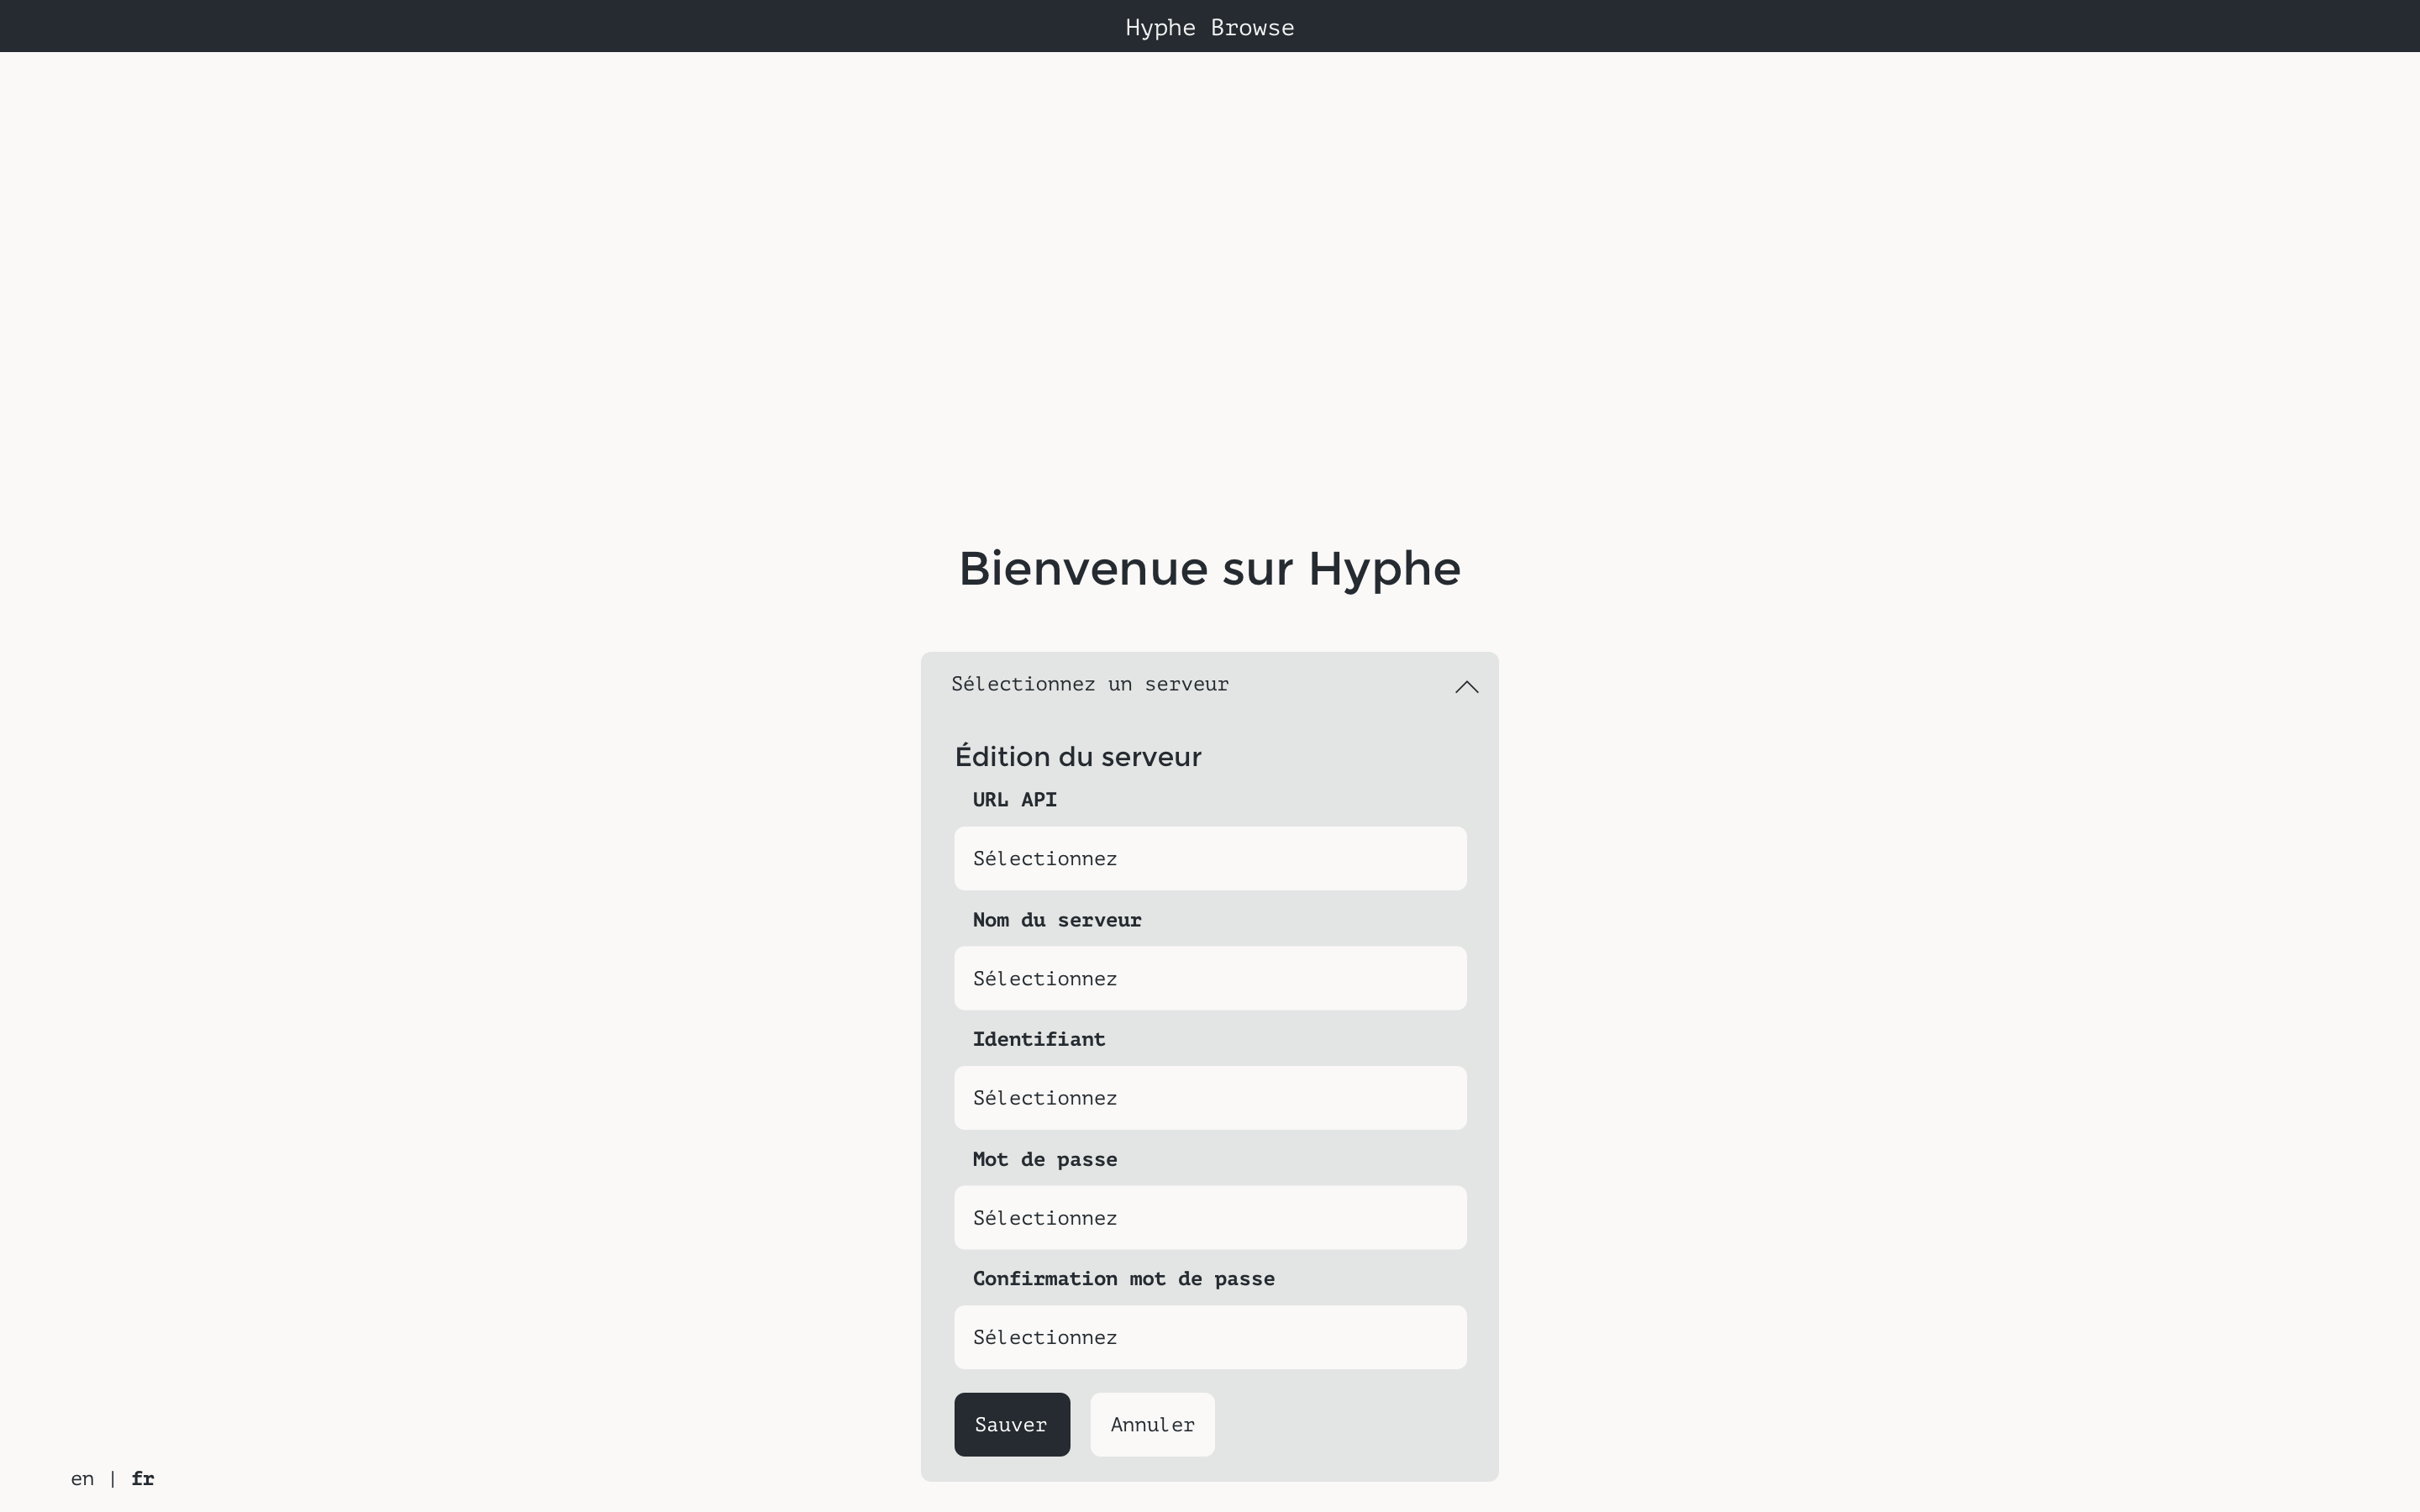 Hyphe Browse
Bienvenue sur Hyphe
Sélectionnez un serveur
Édition du serveur
URL API
Sélectionnez
Nom du serveur
Sélectionnez
Identifiant
Sélectionnez
Mot de passe
Sélectionnez
Confirmation mot de passe
Sélectionnez
Sauver Annuler
en | fr